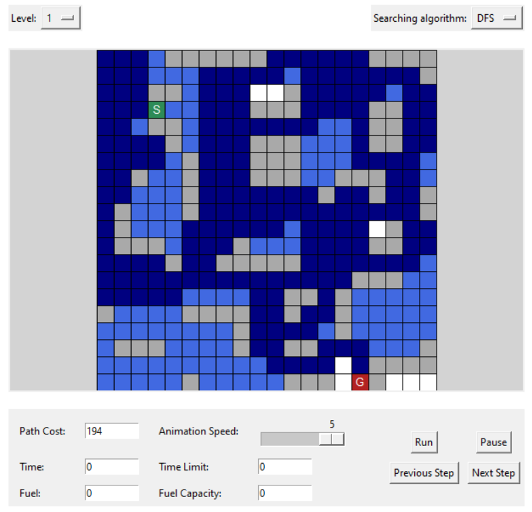 Level: 1 Searching algorithm: DFS
S
G
5
Path Cost: 194 Animation Speed:
Run Pause
Time: 0 Time Limit: 0
Previous Step Next Step
Fuel: 0 Fuel Capacity: 0